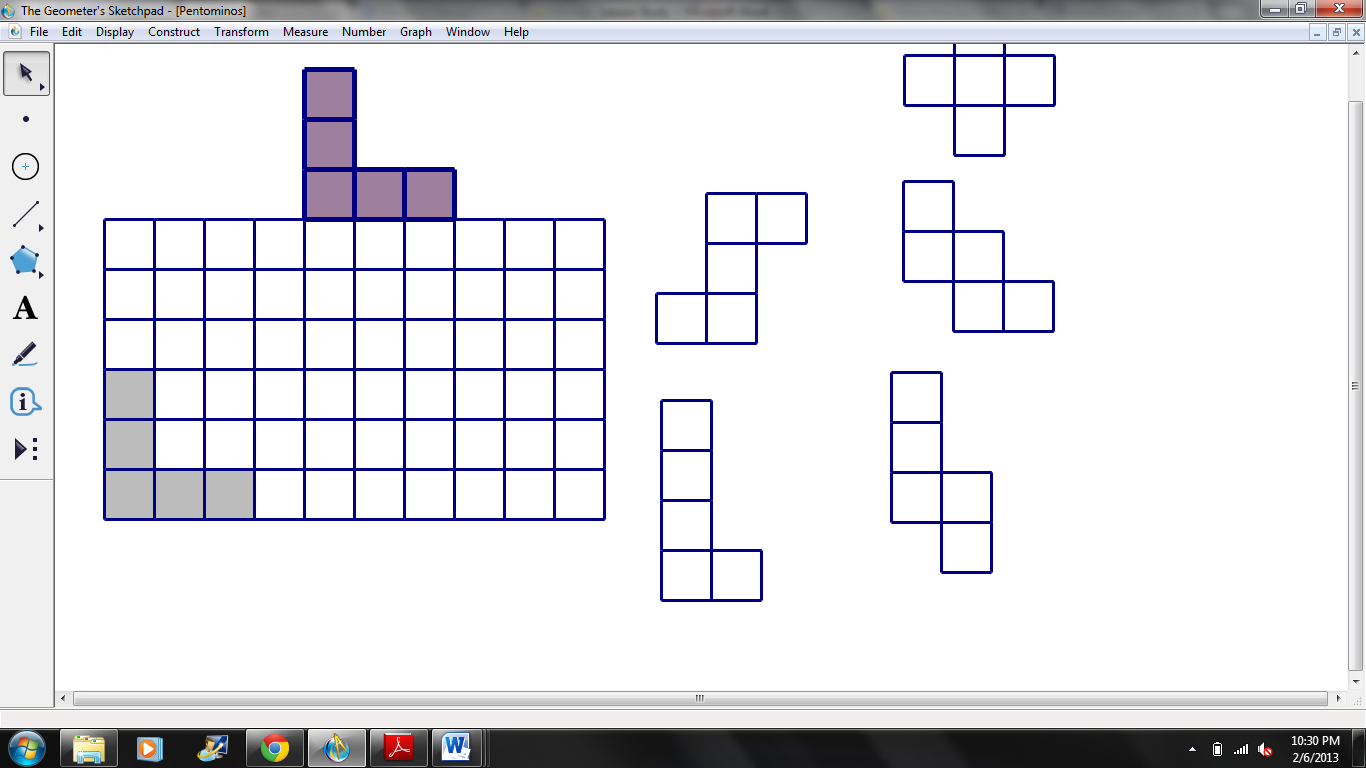 The Geometer's Sketchpad - [Pentominos]
File Edit Display Construct Transform Measure Number Graph Window Help
A
10:30 PM
2/6/2013